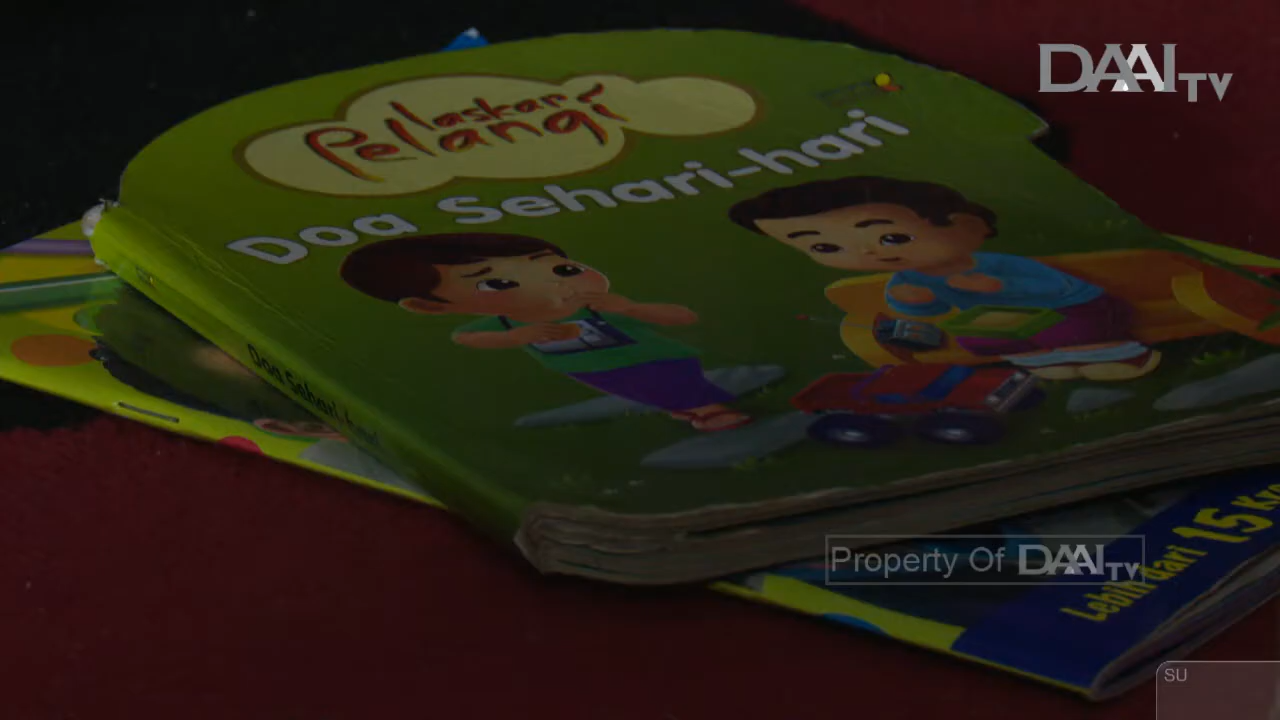 DAAI TV
laskar
Pelangi
Doa Sehari-hari
Doa Sehari-hari
Property Of DAAI TV
Lebih dari 15
SU